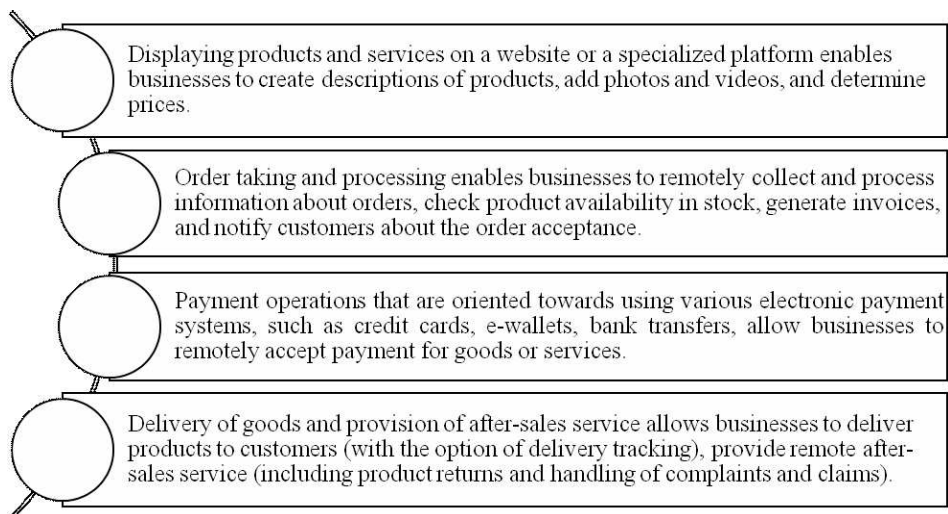 Displaying products and services on a website or a specialized platform enables
businesses to create descriptions of products, add photos and videos, and determine
prices.
Order taking and processing enables businesses to remotely collect and process
information about orders, check product availability in stock, generate invoices,
and notify customers about the order acceptance.
Payment operations that are oriented towards using various electronic payment
systems, such as credit cards, e-wallets, bank transfers, allow businesses to
remotely accept payment for goods or services.
Delivery of goods and provision of after-sales service allows businesses to deliver
products to customers (with the option of delivery tracking), provide remote after-
sales service (including product returns and handling of complaints and claims).